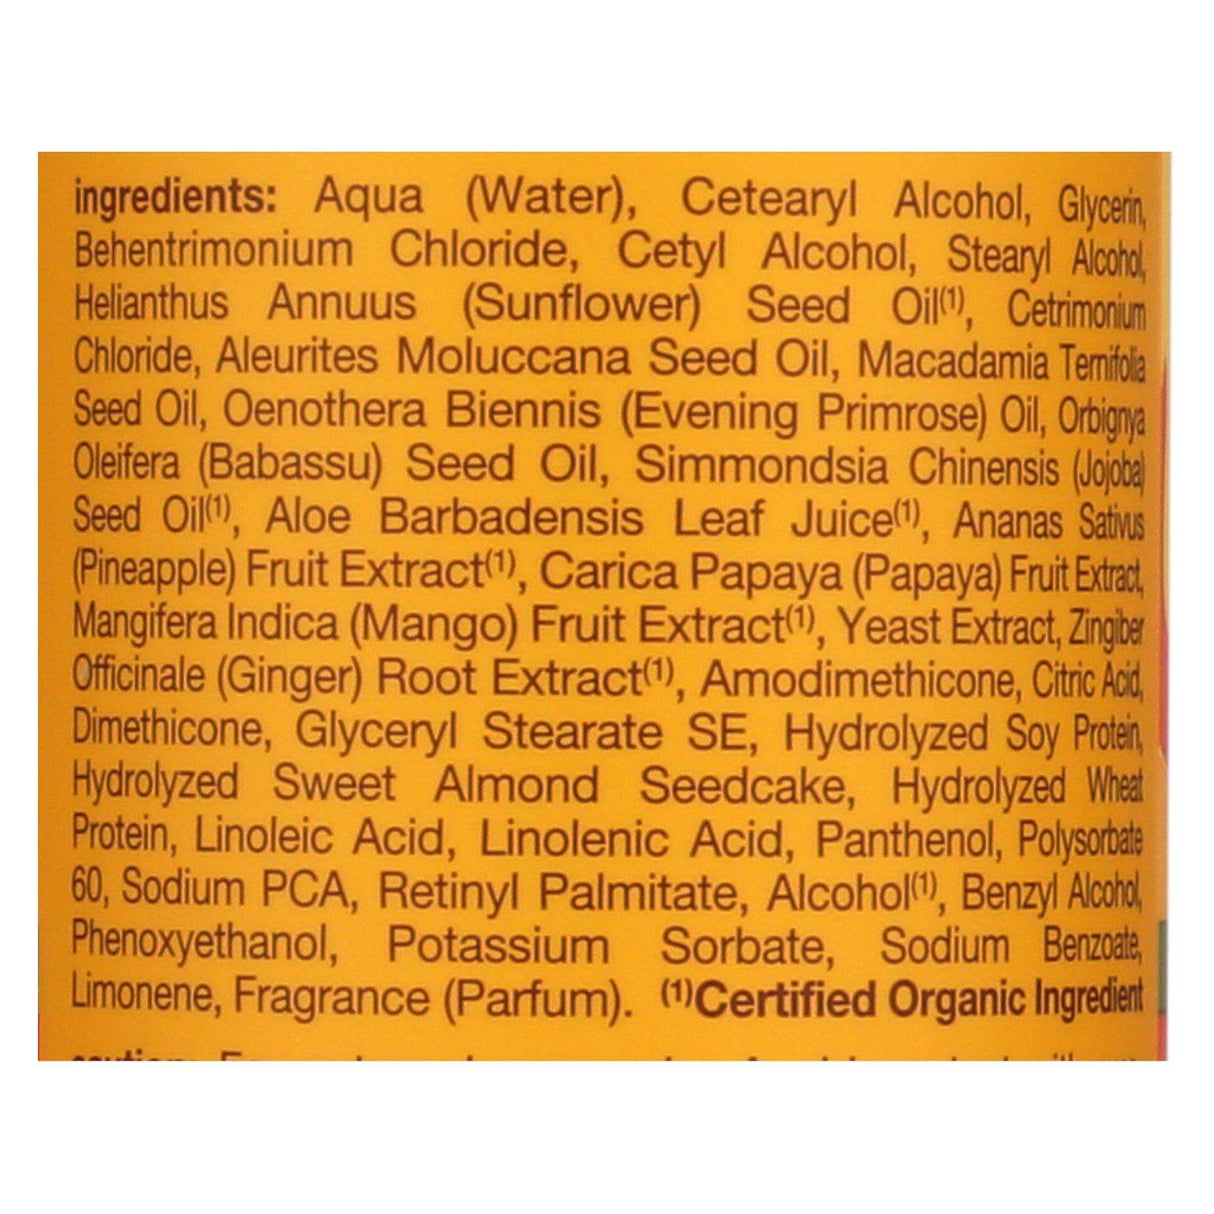 ingredients: Aqua (Water), Cetearyl Alcohol, Glycerin,
Behentrimonium Chloride, Cetyl Alcohol, Stearyl Alcohol,
Helianthus Annuus (Sunflower) Seed Oil⁽¹⁾, Cetrimonium
Chloride, Aleurites Moluccana Seed Oil, Macadamia Ternifolia
Seed Oil, Oenothera Biennis (Evening Primrose) Oil, Orbignya
Oleifera (Babassu) Seed Oil, Simmondsia Chinensis (Jojoba)
Seed Oil⁽¹⁾, Aloe Barbadensis Leaf Juice⁽¹⁾, Ananas Sativus
(Pineapple) Fruit Extract⁽¹⁾, Carica Papaya (Papaya) Fruit Extract,
Mangifera Indica (Mango) Fruit Extract⁽¹⁾, Yeast Extract, Zingiber
Officinale (Ginger) Root Extract⁽¹⁾, Amodimethicone, Citric Acid,
Dimethicone, Glyceryl Stearate SE, Hydrolyzed Soy Protein,
Hydrolyzed Sweet Almond Seedcake, Hydrolyzed Wheat
Protein, Linoleic Acid, Linolenic Acid, Panthenol, Polysorbate
60, Sodium PCA, Retinyl Palmitate, Alcohol⁽¹⁾, Benzyl Alcohol,
Phenoxyethanol, Potassium Sorbate, Sodium Benzoate,
Limonene, Fragrance (Parfum). ⁽¹⁾Certified Organic Ingredient